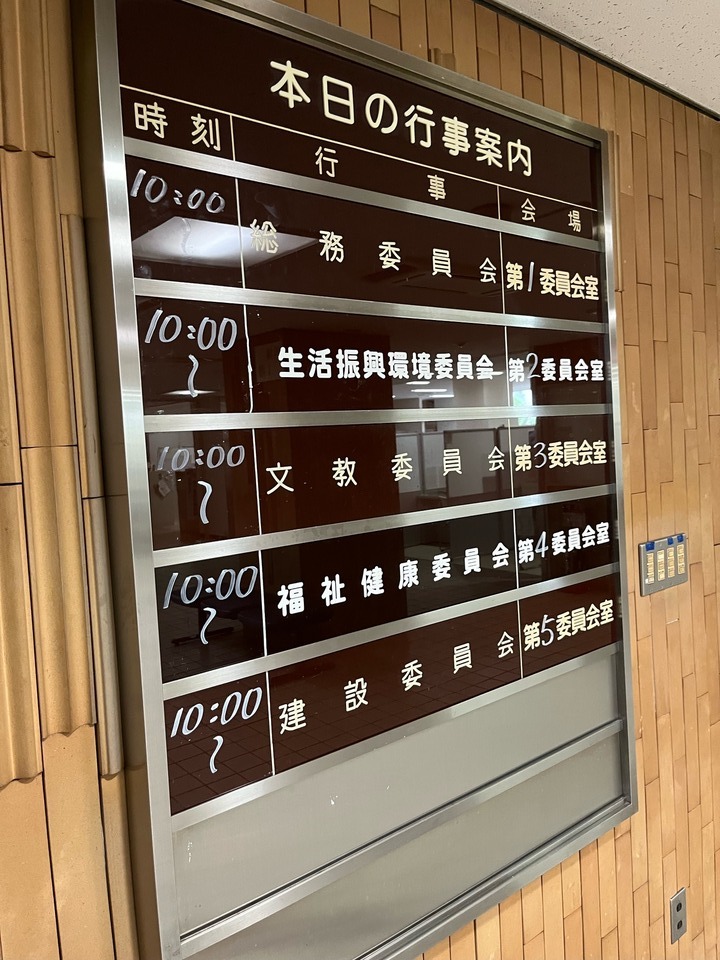 本日の行事案内
時刻 行事 会場
10:00 〜 総務委員会 第1委員会室
10:00 〜 生活振興環境委員会 第2委員会室
10:00 〜 文教委員会 第3委員会室
10:00 〜 福祉健康委員会 第4委員会室
10:00 〜 建設委員会 第5委員会室